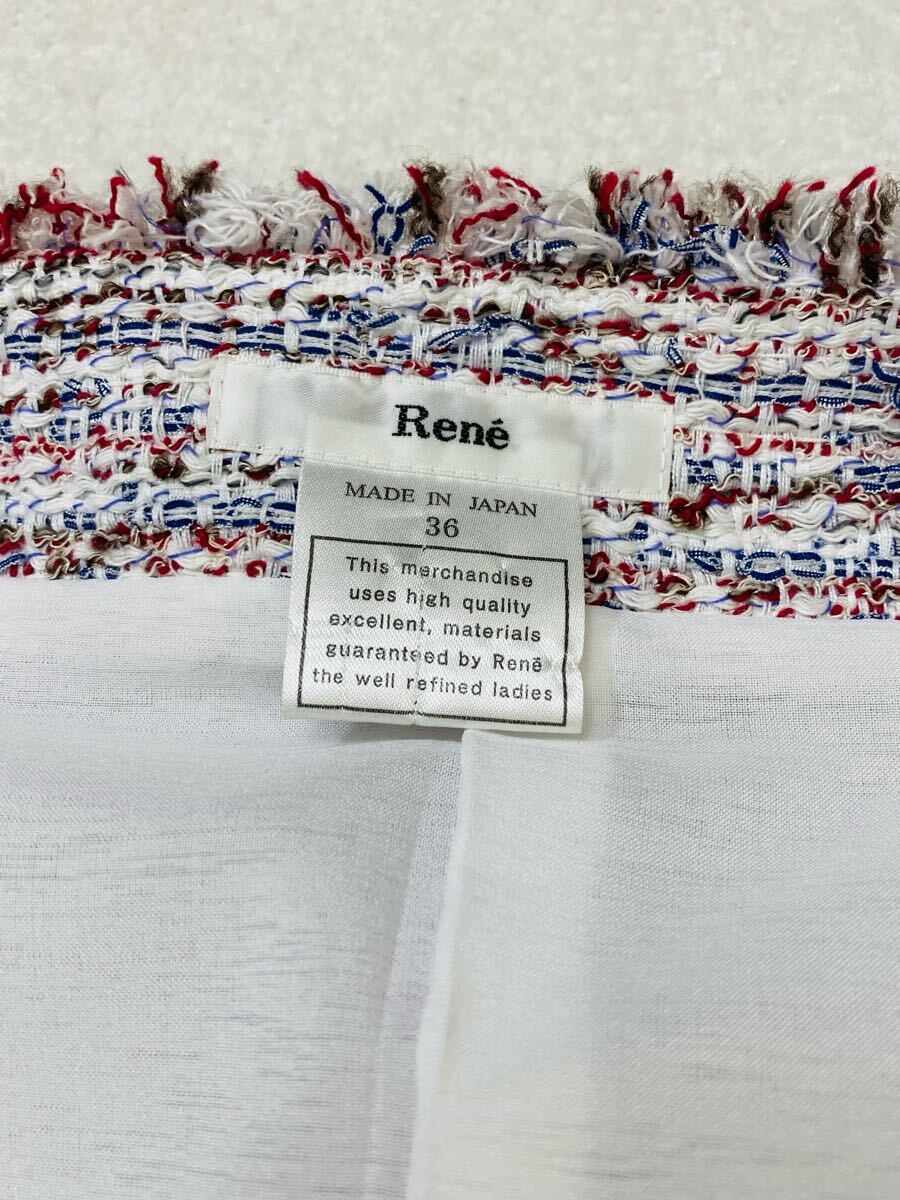 René
MADE IN JAPAN
36
This merchandise
uses high quality
excellent, materials
guaranteed by René
the well refined ladies